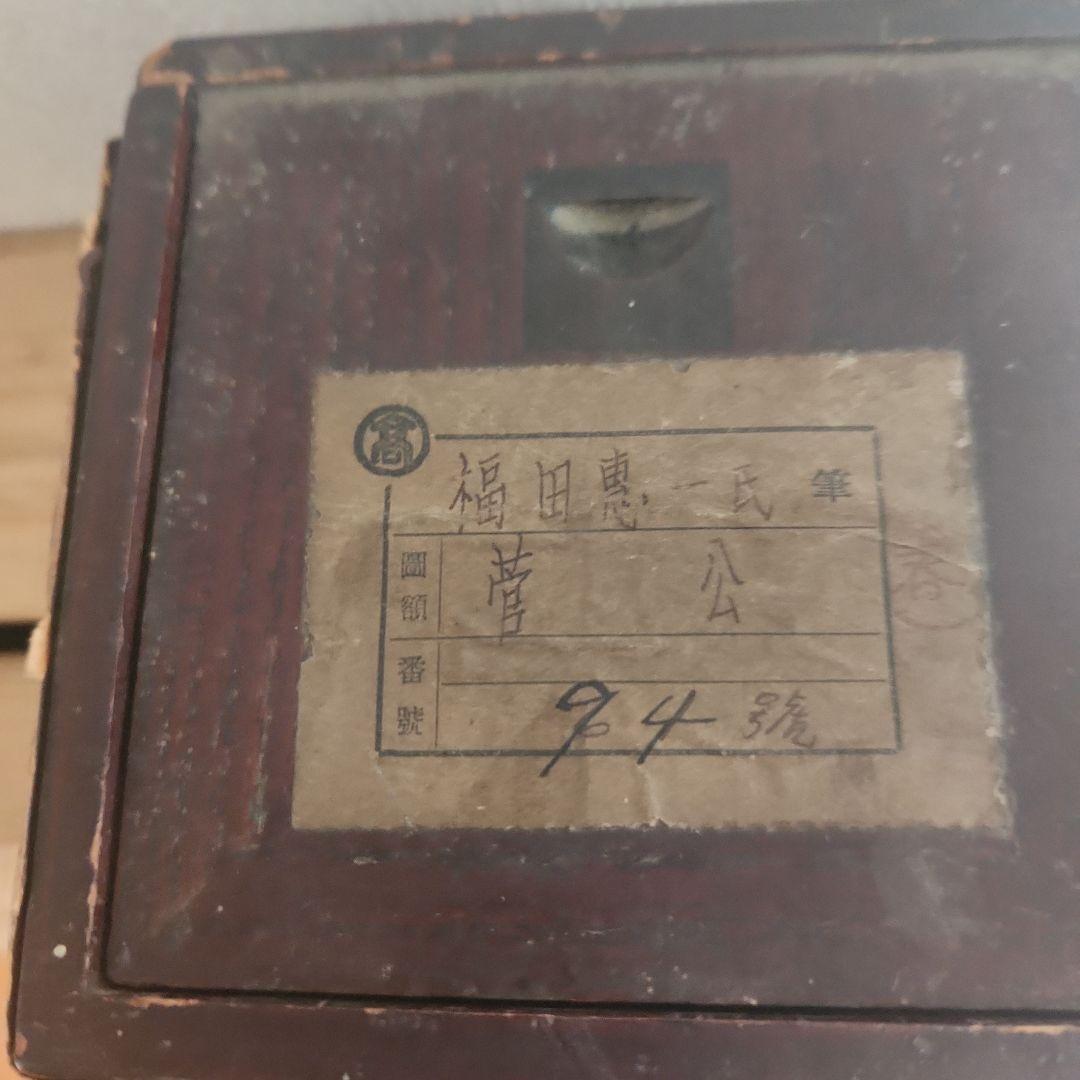 髙
福田惠一氏 筆
圖額 菅公
番號 94號